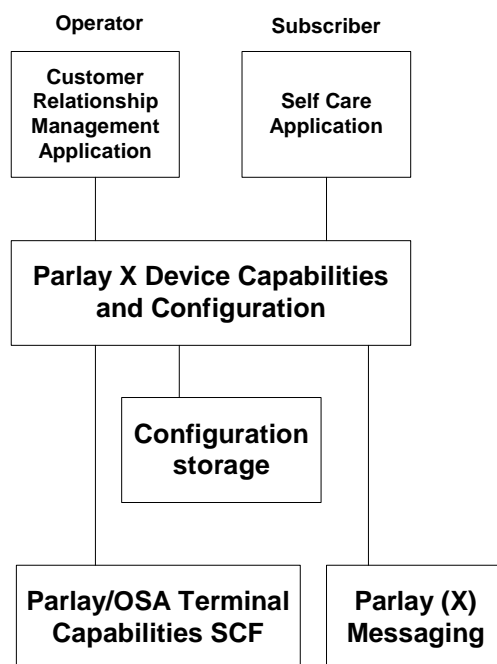 Operator
Subscriber
Customer
Relationship
Management
Application
Self Care
Application
Parlay X Device Capabilities
and Configuration
Configuration
storage
Parlay/OSA Terminal
Capabilities SCF
Parlay (X)
Messaging